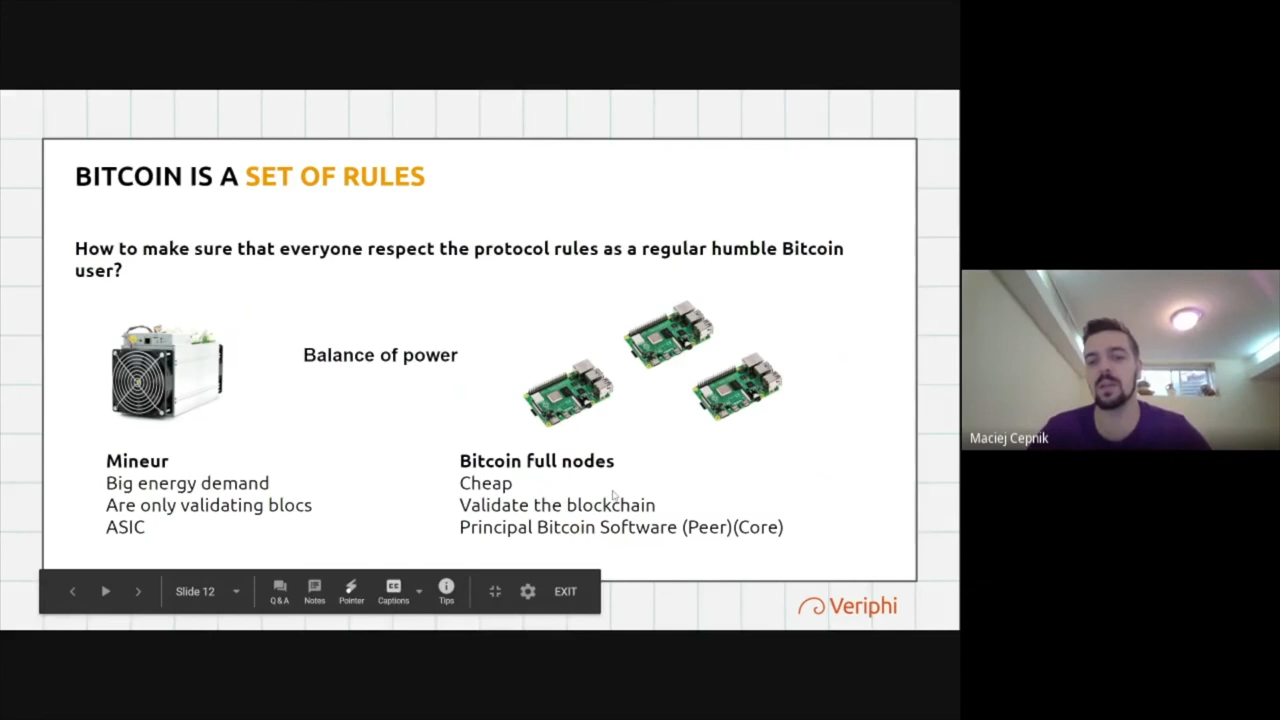 BITCOIN IS A SET OF RULES
How to make sure that everyone respect the protocol rules as a regular humble Bitcoin
user?
Balance of power
Mineur
Big energy demand
Are only validating blocs
ASIC
Bitcoin full nodes
Cheap
Validate the blockchain
Principal Bitcoin Software (Peer)(Core)
Slide 12
Q&A
Notes
Pointer
Captions
CC
Tips
EXIT
Veriphi
Maciej Cepnik